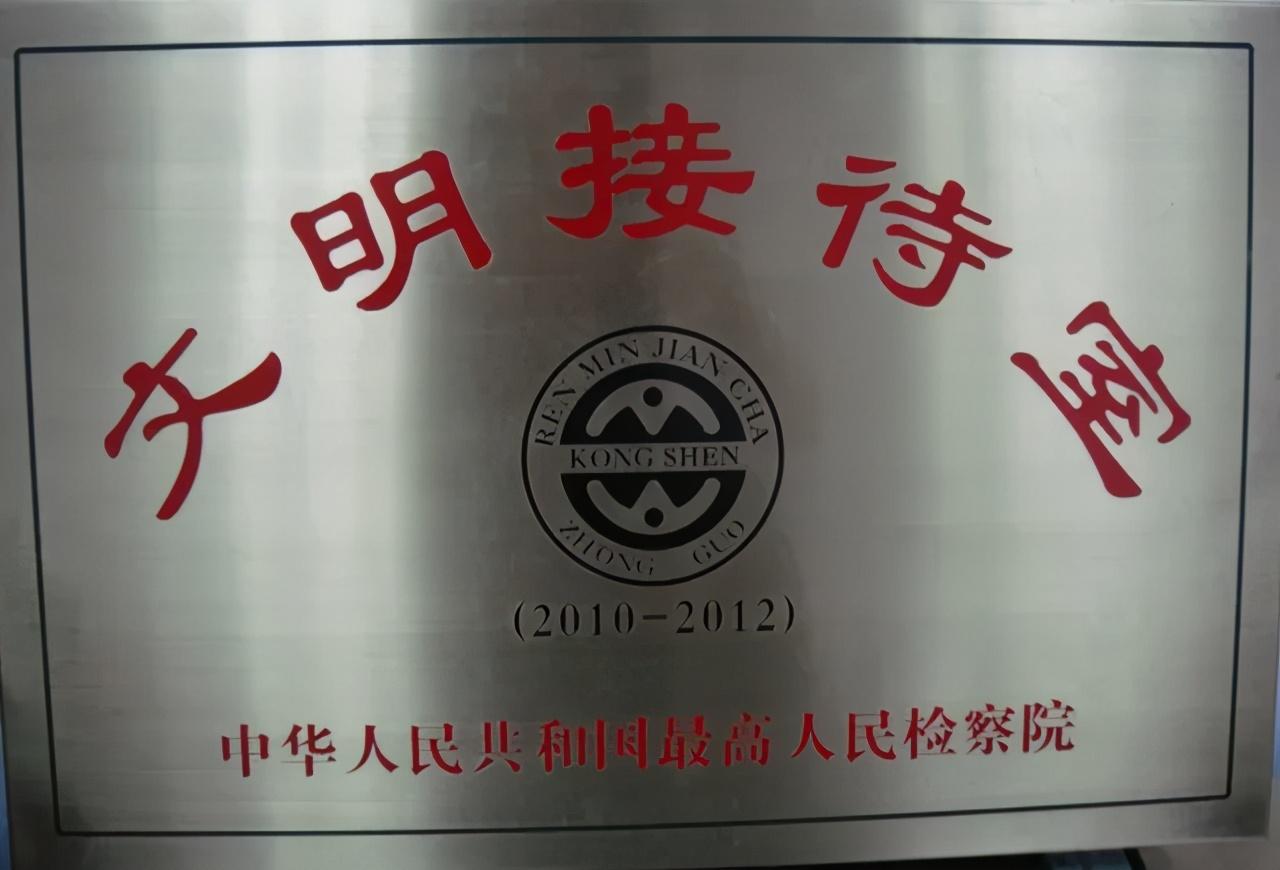 文明接待室
REN MIN JIAN CHA
KONG SHEN
ZHONG GUO
(2010-2012)
中华人民共和国最高人民检察院